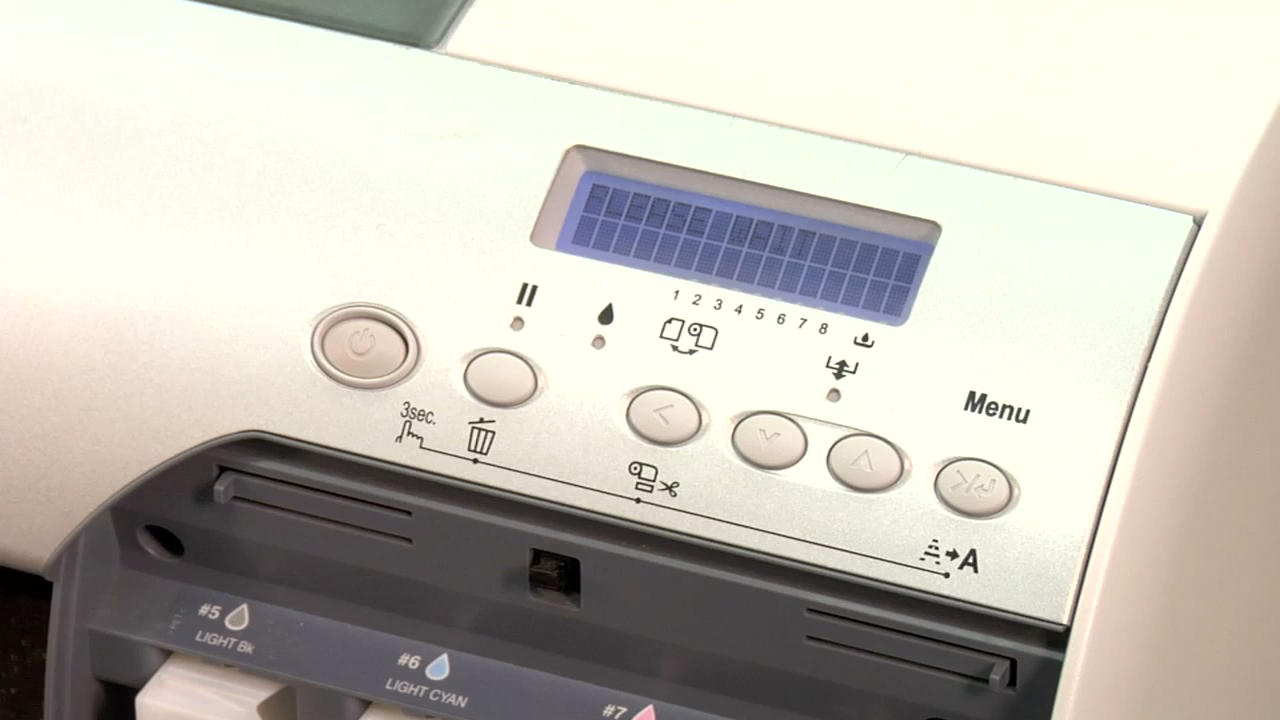 PLEASE WAIT
1 2 3 4 5 6 7 8
Menu
3sec.
A
#5
LIGHT Bk
#6
LIGHT CYAN
#7